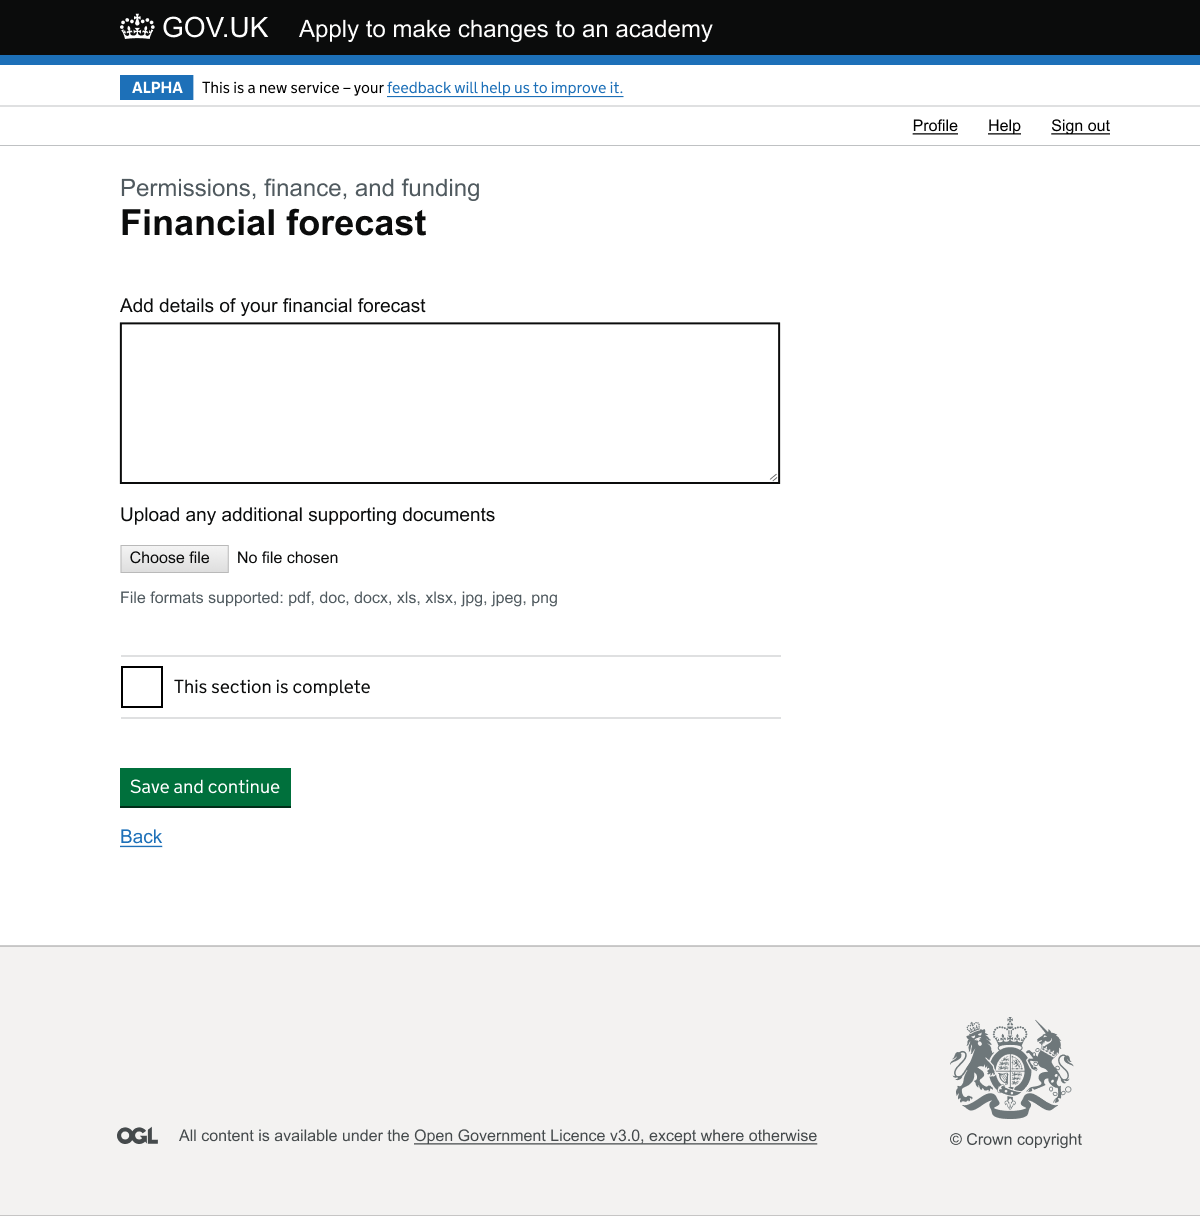 GOV.UK Apply to make changes to an academy
ALPHA This is a new service – your feedback will help us to improve it.
Profile Help Sign out
Permissions, finance, and funding
Financial forecast
Add details of your financial forecast
Upload any additional supporting documents
Choose file No file chosen
File formats supported: pdf, doc, docx, xls, xlsx, jpg, jpeg, png
This section is complete
Save and continue
Back
OGL All content is available under the Open Government Licence v3.0, except where otherwise
© Crown copyright